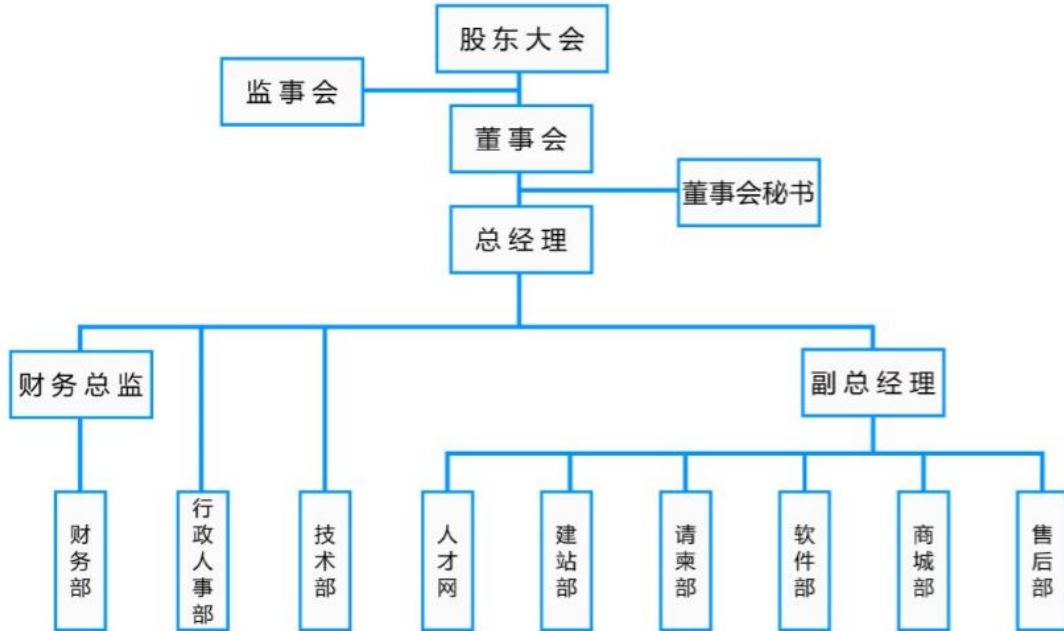 股东大会
监事会
董事会
董事会秘书
总经理
财务总监
副总经理
财务部
行政人事部
技术部
人才网
建站部
请柬部
软件部
商城部
售后部